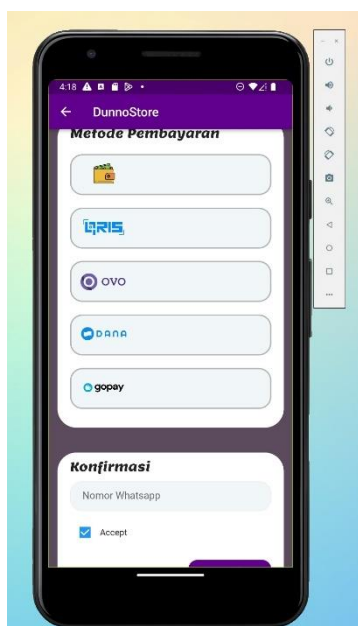 4:18
DunnoStore
Metode Pembayaran
QRIS
OVO
DANA
gopay
Konfirmasi
Nomor Whatsapp
Accept